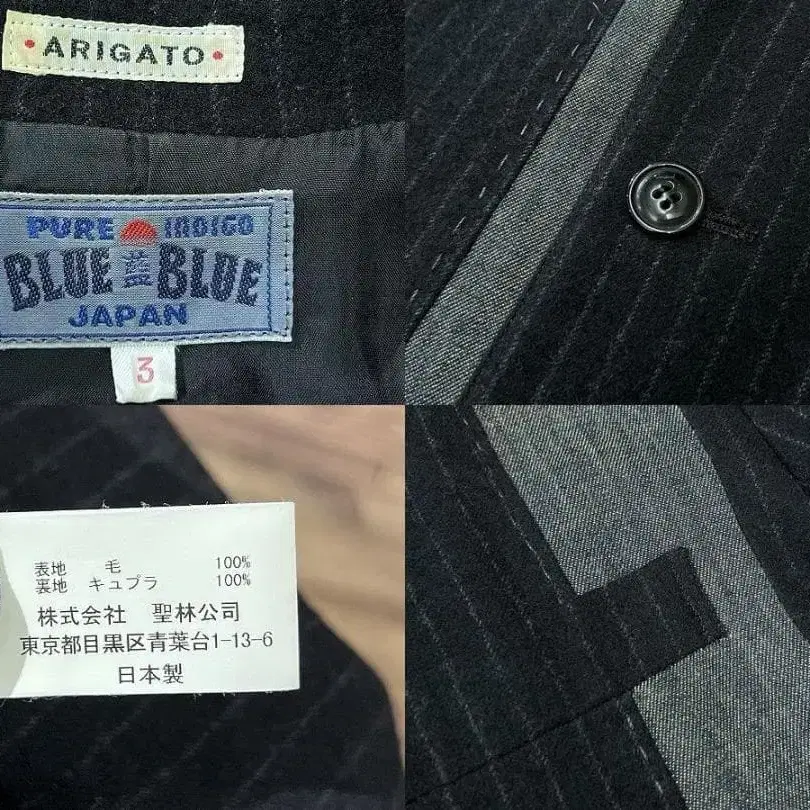 • ARIGATO •
PURE INDIGO
BLUE 藍 BLUE
JAPAN
3
表地 毛 100%
裏地 キュプラ 100%
株式会社 聖林公司
東京都目黒区青葉台1-13-6
日本製